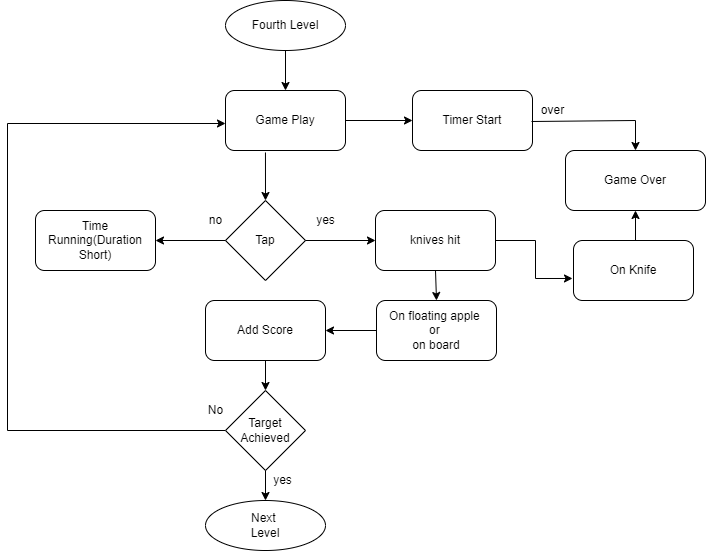 Fourth Level
Game Play
Timer Start
over
Game Over
no
Tap
yes
Time
Running(Duration
Short)
knives hit
On Knife
On floating apple
or
on board
Add Score
No
Target
Achieved
yes
Next
Level